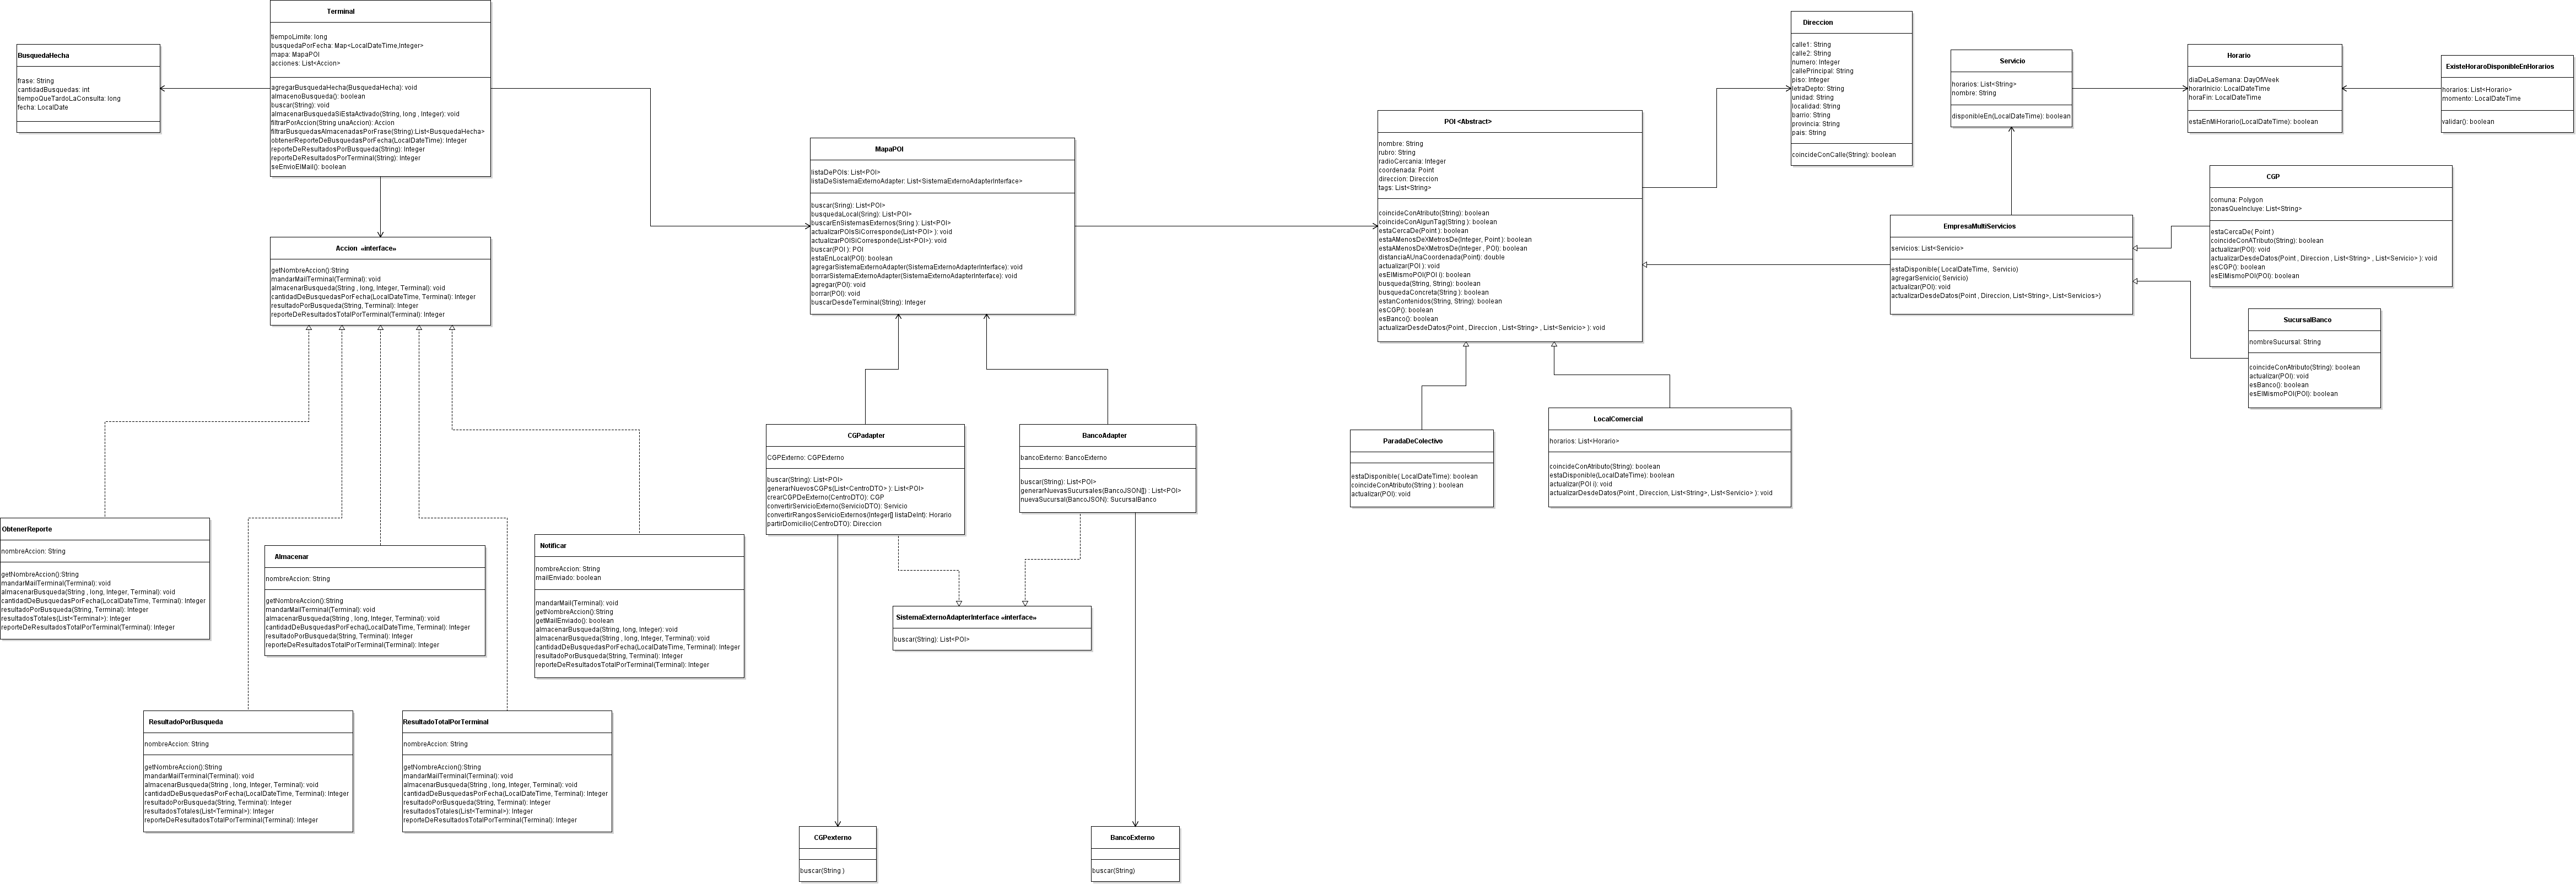 BusquedaHecha
frase: String
cantidadBusquedas: int
tiempoQueTardoLaConsulta: long
fecha: LocalDate
Terminal
tiempoLimite: long
busquedaPorFecha: Map<LocalDateTime,Integer>
mapa: MapaPOI
acciones: List<Accion>
agregarBusquedaHecha(BusquedaHecha): void
almacenoBusqueda(): boolean
buscar(String): void
almacenarBusquedaSiEstaActivado(String, long , Integer): void
filtrarPorAccion(String unaAccion): Accion
filtrarBusquedasAlmacenadasPorFrase(String):List<BusquedaHecha>
obtenerReporteDeBusquedasPorFecha(LocalDateTime): Integer
reporteDeResultadosPorBusqueda(String): Integer
reporteDeResultadosPorTerminal(String): Integer
seEnvioElMail(): boolean
Accion «interface»
getNombreAccion():String
mandarMailTerminal(Terminal): void
almacenarBusqueda(String , long, Integer, Terminal): void
cantidadDeBusquedasPorFecha(LocalDateTime, Terminal): Integer
resultadoPorBusqueda(String, Terminal): Integer
reporteDeResultadosTotalPorTerminal(Terminal): Integer
ObtenerReporte
nombreAccion: String
getNombreAccion():String
mandarMailTerminal(Terminal): void
almacenarBusqueda(String , long, Integer, Terminal): void
cantidadDeBusquedasPorFecha(LocalDateTime, Terminal): Integer
resultadoPorBusqueda(String, Terminal): Integer
resultadosTotales(List<Terminal>): Integer
reporteDeResultadosTotalPorTerminal(Terminal): Integer
Almacenar
nombreAccion: String
getNombreAccion():String
mandarMailTerminal(Terminal): void
almacenarBusqueda(String , long, Integer, Terminal): void
cantidadDeBusquedasPorFecha(LocalDateTime, Terminal): Integer
resultadoPorBusqueda(String, Terminal): Integer
reporteDeResultadosTotalPorTerminal(Terminal): Integer
Notificar
nombreAccion: String
mailEnviado: boolean
mandarMail(Terminal): void
getNombreAccion():String
getMailEnviado(): boolean
almacenarBusqueda(String, long, Integer): void
almacenarBusqueda(String , long, Integer, Terminal): void
cantidadDeBusquedasPorFecha(LocalDateTime, Terminal): Integer
resultadoPorBusqueda(String, Terminal): Integer
reporteDeResultadosTotalPorTerminal(Terminal): Integer
ResultadoPorBusqueda
nombreAccion: String
getNombreAccion():String
mandarMailTerminal(Terminal): void
almacenarBusqueda(String , long, Integer, Terminal): void
cantidadDeBusquedasPorFecha(LocalDateTime, Terminal): Integer
resultadoPorBusqueda(String, Terminal): Integer
resultadosTotales(List<Terminal>): Integer
reporteDeResultadosTotalPorTerminal(Terminal): Integer
ResultadoTotalPorTerminal
nombreAccion: String
getNombreAccion():String
mandarMailTerminal(Terminal): void
almacenarBusqueda(String , long, Integer, Terminal): void
cantidadDeBusquedasPorFecha(LocalDateTime, Terminal): Integer
resultadoPorBusqueda(String, Terminal): Integer
resultadosTotales(List<Terminal>): Integer
reporteDeResultadosTotalPorTerminal(Terminal): Integer
MapaPOI
listaDePOIs: List<POI>
listaDeSistemaExternoAdapter: List<SistemaExternoAdapterInterface>
buscar(Sring): List<POI>
busquedaLocal(Sring): List<POI>
buscarEnSistemasExterno(Sring ): List<POI>
actualizarPOIsSiCorresponde(List<POI> ): void
actualizarPOISiCorresponde(List<POI>): void
buscar(POI ): POI
estaEnLocal(POI): boolean
agregarSistemaExternoAdapter(SistemaExternoAdapterInterface): void
borrarSistemaExternoAdapter(SistemaExternoAdapterInterface): void
agregar(POI): void
borrar(POI): void
buscarDesdeTerminal(String): Integer
CGPadapter
CGPExterno: CGPExterno
buscar(String): List<POI>
generarNuevosCGPs(List<CentroDTO> ): List<POI>
crearCGPDeExterno(CentroDTO): CGP
convertirServicioExterno(ServicioDTO): Servicio
convertirRangosServicioExternos(Integer[] listaDeInt): Horario
partirDomicilio(CentroDTO): Direccion
BancoAdapter
bancoExterno: BancoExterno
buscar(String): List<POI>
generarNuevasSucursales(BancoJSON[]) : List<POI>
nuevaSucursal(BancoJSON): SucursalBanco
SistemaExternoAdapterInterface «interface»
buscar(String): List<POI>
CGPexterno
buscar(String )
BancoExterno
buscar(String)
POI <Abstract>
nombre: String
rubro: String
radioCercania: Integer
coordenada: Point
direccion: Direccion
tags: List<String>
coincideConAtributo(String): boolean
coincideConAlgunTag(String ): boolean
estaCercaDe(Point ): boolean
estaAMenosDeXMetrosDe(Integer, Point ): boolean
estaAMenosDeXMetrosDe(Integer , POI): boolean
distanciaAUnaCoordenada(Point): double
actualizar(POI ): void
esElMismoPOI(POI i): boolean
busqueda(String, String): boolean
busquedaConcreta(String ): boolean
estanContenidos(String, String): boolean
esCGP(): boolean
esBanco(): boolean
actualizarDesdeDatos(Point , Direccion , List<String> , List<Servicio> ): void
ParadaDeColectivo
estaDisponible( LocalDateTime): boolean
coincideConAtributo(String ): boolean
actualizar(POI): void
LocalComercial
horarios: List<Horario>
coincideConAtributo(String): boolean
estaDisponible(LocalDateTime): boolean
actualizar(POI i): void
actualizarDesdeDatos(Point , Direccion, List<String>, List<Servicio> ): void
Direccion
calle1: String
calle2: String
numero: Integer
callePrincipal: String
piso: Integer
letraDepto: String
unidad: String
localidad: String
barrio: String
provincia: String
pais: String
coincideConCalle(String): boolean
Servicio
horarios: List<String>
nombre: String
disponibleEn(LocalDateTime): boolean
Horario
diaDeLaSemana: DayOfWeek
horarInicio: LocalDateTime
horaFin: LocalDateTime
estaEnMiHorario(LocalDateTime): boolean
ExisteHoraroDisponibleEnHorarios
horarios: List<Horario>
momento: LocalDateTime
validar(): boolean
EmpresaMultiServicios
servicios: List<Servicio>
estaDisponible( LocalDateTime, Servicio)
agregarServicio( Servicio)
actualizar(POI): void
actualizarDesdeDatos(Point , Direccion, List<String>, List<Servicios>)
CGP
comuna: Polygon
zonasQueIncluye: List<String>
estaCercaDe( Point )
coincideConATributo(String): boolean
actualizar(POI): void
actualizarDesdeDatos(Point , Direccion , List<String> , List<Servicio> ): void
esCGP(): boolean
esElMismoPOI(POI): boolean
SucursalBanco
nombreSucursal: String
coincideConAtributo(String): boolean
actualizar(POI): void
esBanco(): boolean
esElMismoPOI(POI): boolean